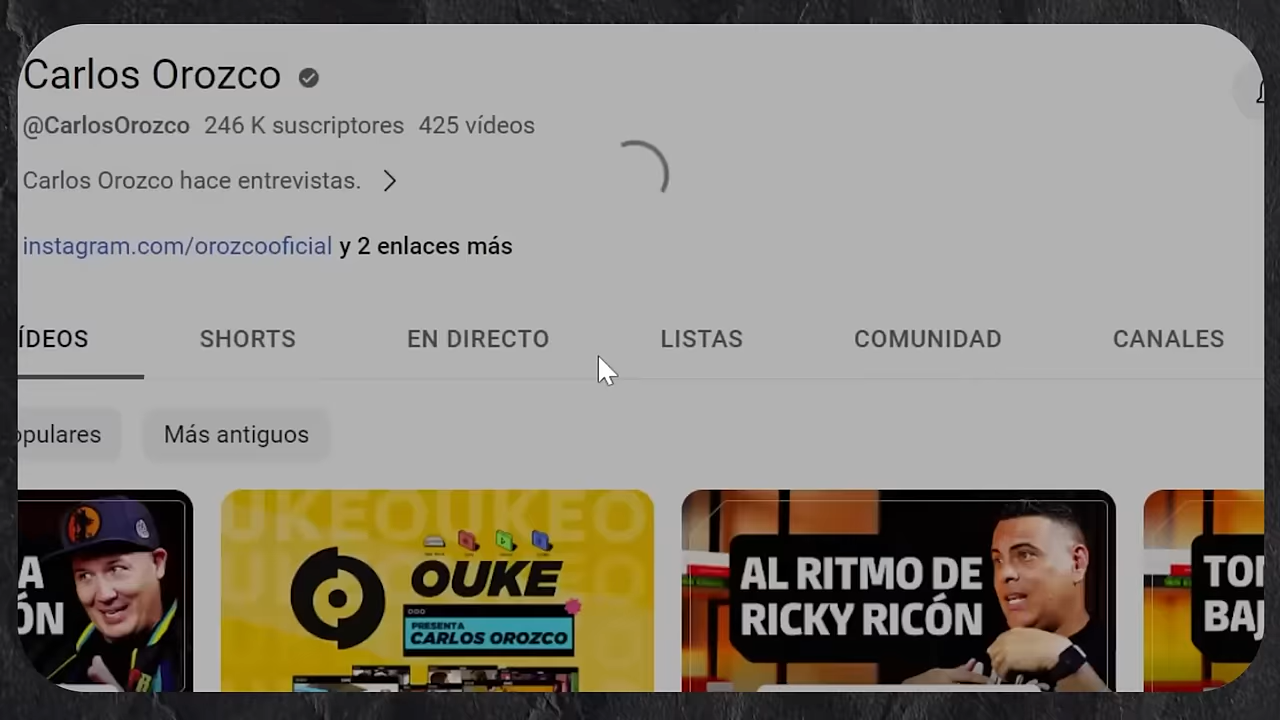 Carlos Orozco
@CarlosOrozco 246 K suscriptores 425 vídeos
Carlos Orozco hace entrevistas.
instagram.com/orozcooficial y 2 enlaces más
ÍDEOS SHORTS EN DIRECTO LISTAS COMUNIDAD CANALES
opulares Más antiguos
UKEOUKEO
A
ÓN
OUKE
PRESENTA
CARLOS OROZCO
AL RITMO DE
RICKY RICÓN
TO
BAJ